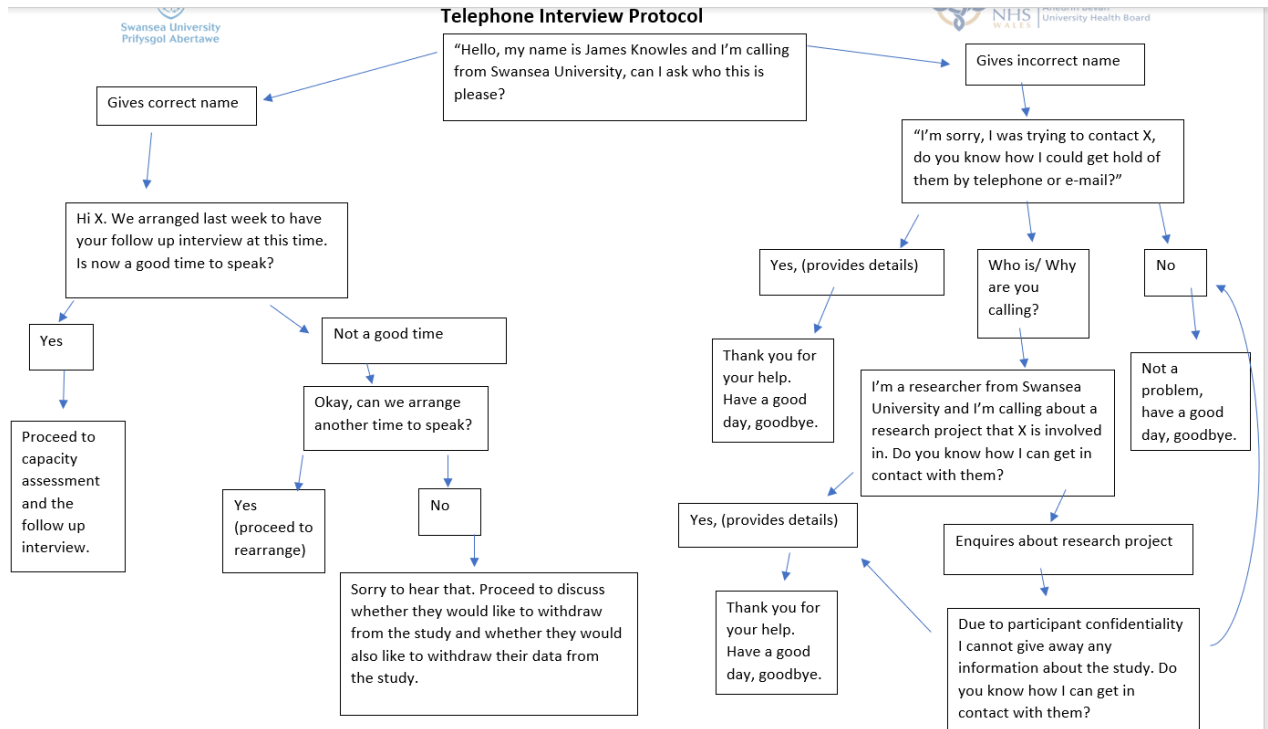 Swansea University
Prifysgol Abertawe
Telephone Interview Protocol
NHS
WALES
University Health Board
“Hello, my name is James Knowles and I’m calling
from Swansea University, can I ask who this is
please?
Gives correct name
Hi X. We arranged last week to have
your follow up interview at this time.
Is now a good time to speak?
Yes
Proceed to
capacity
assessment
and the
follow up
interview.
Not a good time
Okay, can we arrange
another time to speak?
Yes
(proceed to
rearrange)
No
Sorry to hear that. Proceed to discuss
whether they would like to withdraw
from the study and whether they would
also like to withdraw their data from
the study.
Gives incorrect name
“I’m sorry, I was trying to contact X,
do you know how I could get hold of
them by telephone or e-mail?”
Yes, (provides details)
Thank you for
your help.
Have a good
day, goodbye.
Who is/ Why
are you
calling?
I’m a researcher from Swansea
University and I’m calling about a
research project that X is involved
in. Do you know how I can get in
contact with them?
Yes, (provides details)
Thank you for
your help.
Have a good
day, goodbye.
Enquires about research project
Due to participant confidentiality
I cannot give away any
information about the study. Do
you know how I can get in
contact with them?
No
Not a
problem,
have a good
day, goodbye.